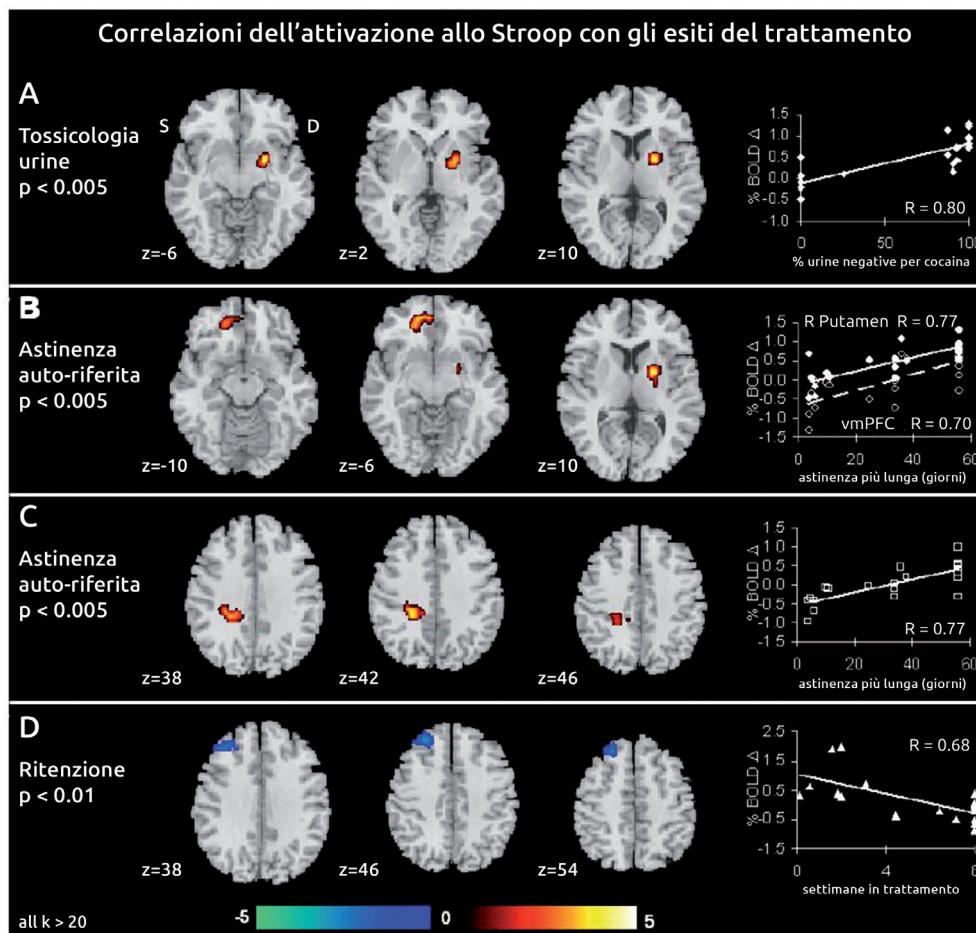 Correlazioni dell'attivazione allo Stroop con gli esiti del trattamento
A
Tossicologia
urine
p < 0.005
S
D
z=-6
z=2
z=10
% BOLD Δ
1.5
1.0
0.5
0.0
-0.5
-1.0
R = 0.80
0
50
100
% urine negative per cocaina
B
Astinenza
auto-riferita
p < 0.005
z=-10
z=-6
z=10
% BOLD Δ
1.5
1.0
0.5
0.0
-0.5
-1.0
-1.5
R Putamen R = 0.77
vmPFC R = 0.70
0
20
40
60
astinenza più lunga (giorni)
C
Astinenza
auto-riferita
p < 0.005
z=38
z=42
z=46
% BOLD Δ
1.5
1.0
0.5
0.0
-0.5
-1.0
-1.5
R = 0.77
0
20
40
60
astinenza più lunga (giorni)
D
Ritenzione
p < 0.01
z=38
z=46
z=54
% BOLD Δ
2.5
1.5
0.5
-0.5
-1.5
R = 0.68
0
4
8
settimane in trattamento
all k > 20
-5
0
5